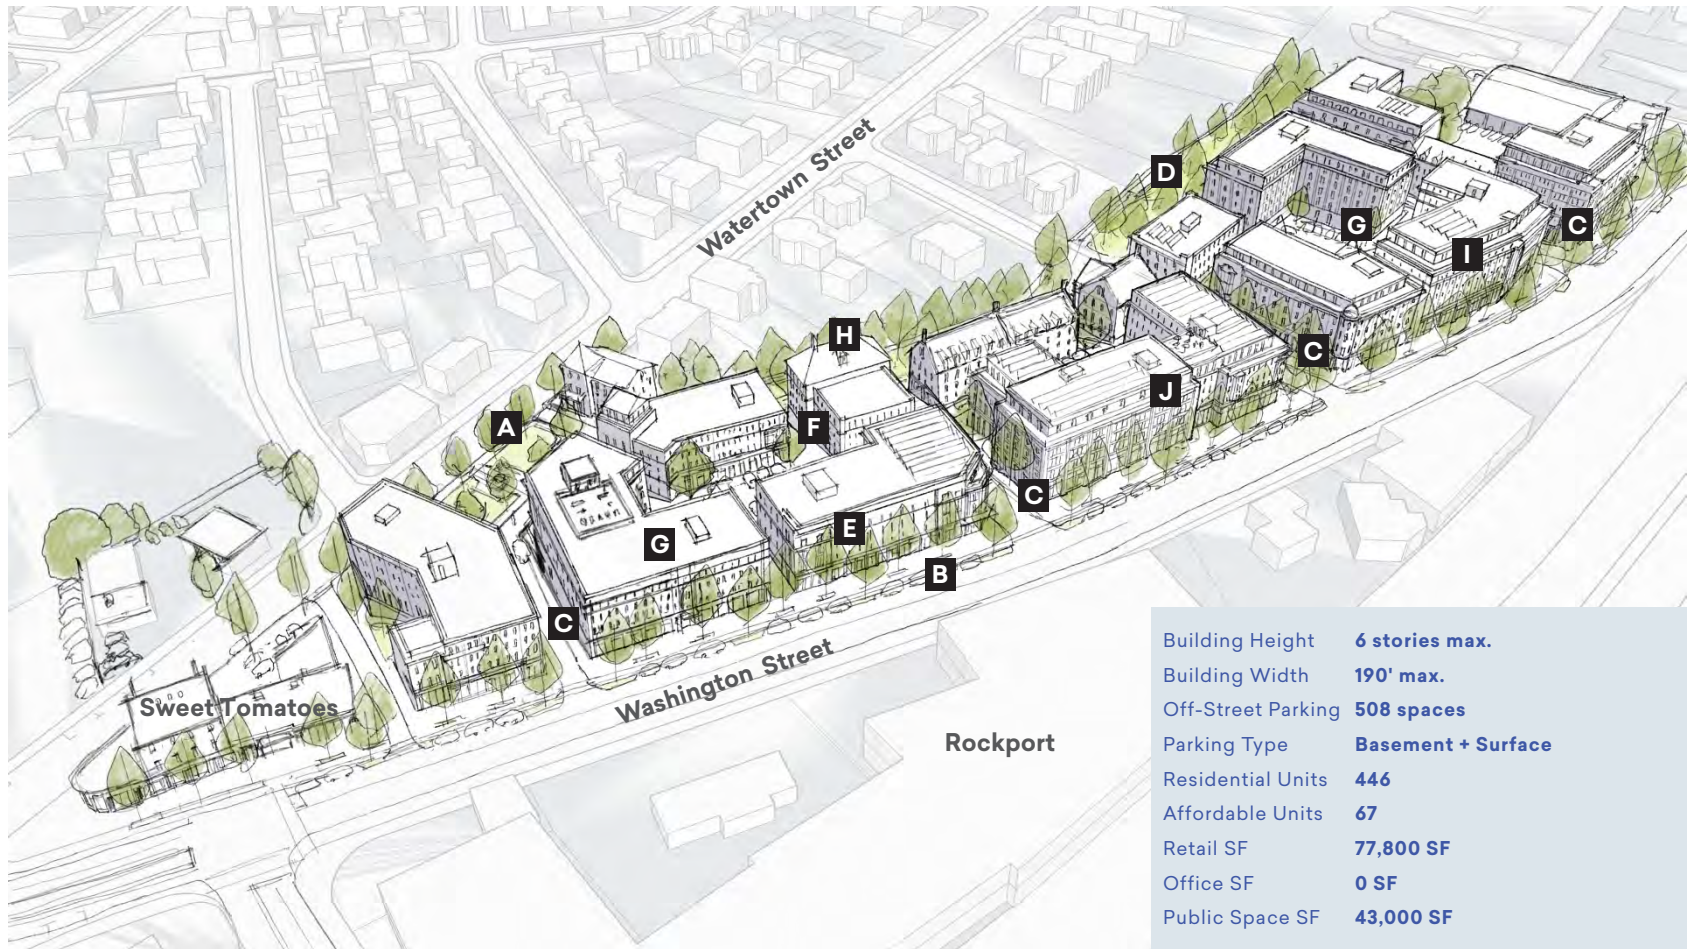 Watertown Street
D
G
C
I
H
C
J
A
F
C
E
G
B
C
Washington Street
Sweet Tomatoes
Rockport
Building Height 6 stories max.
Building Width 190' max.
Off-Street Parking 508 spaces
Parking Type Basement + Surface
Residential Units 446
Affordable Units 67
Retail SF 77,800 SF
Office SF 0 SF
Public Space SF 43,000 SF